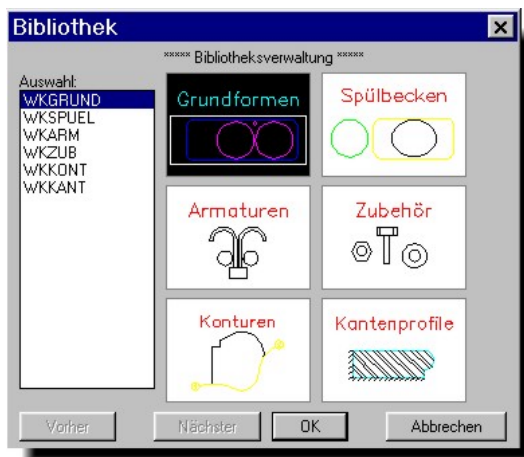 Bibliothek
***** Bibliotheksverwaltung *****
Auswahl:
WKGRUND
WKSPUEL
WKARM
WKZUB
WKKONT
WKKANT
Grundformen
Spülbecken
Armaturen
Zubehör
Konturen
Kantenprofile
Vorher
Nächster
OK
Abbrechen